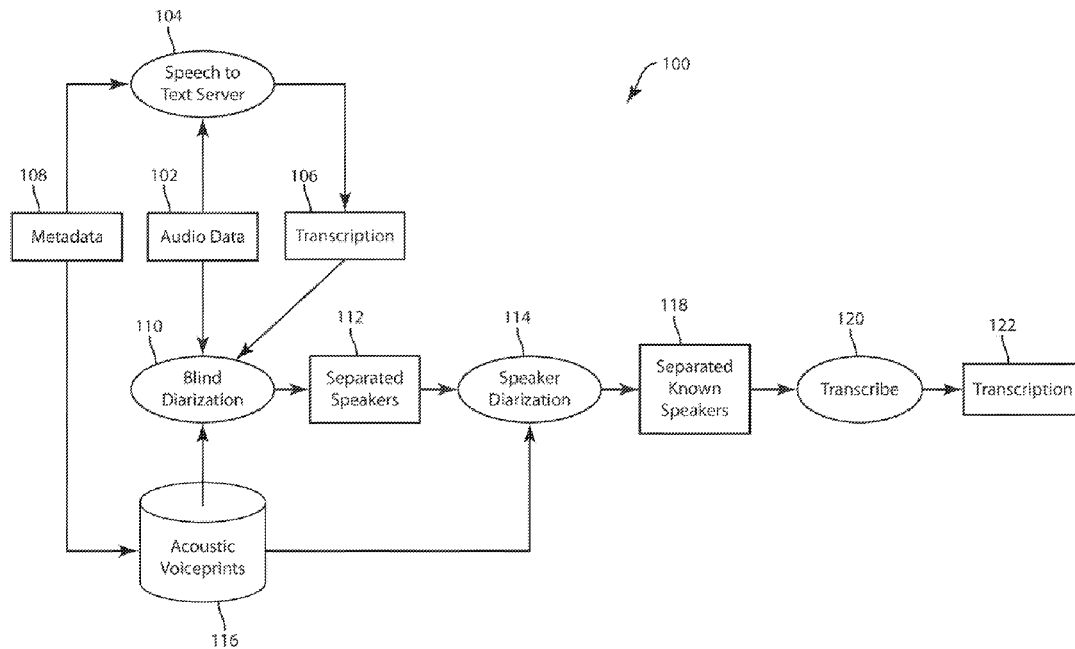 104
Speech to
Text Server
100
108
Metadata
102
Audio Data
106
Transcription
110
Blind
Diarization
112
Separated
Speakers
114
Speaker
Diarization
118
Separated
Known
Speakers
120
Transcribe
122
Transcription
Acoustic
Voiceprints
116